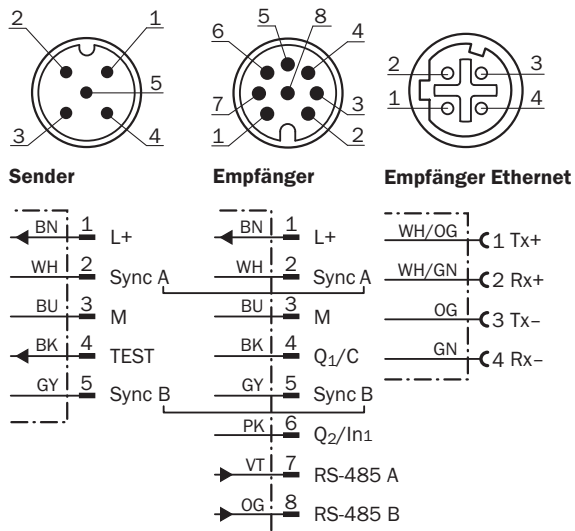 2 1
5
3 4
5 8
6 4
7 3
1 2
2 3
1 4
Sender Empfänger Empfänger Ethernet
BN 1 L+
WH 2 Sync A
BU 3 M
BK 4 TEST
GY 5 Sync B
BN 1 L+
WH 2 Sync A
BU 3 M
BK 4 Q1/C
GY 5 Sync B
PK 6 Q2/In1
VT 7 RS-485 A
OG 8 RS-485 B
WH/OG 1 Tx+
WH/GN 2 Rx+
OG 3 Tx–
GN 4 Rx–